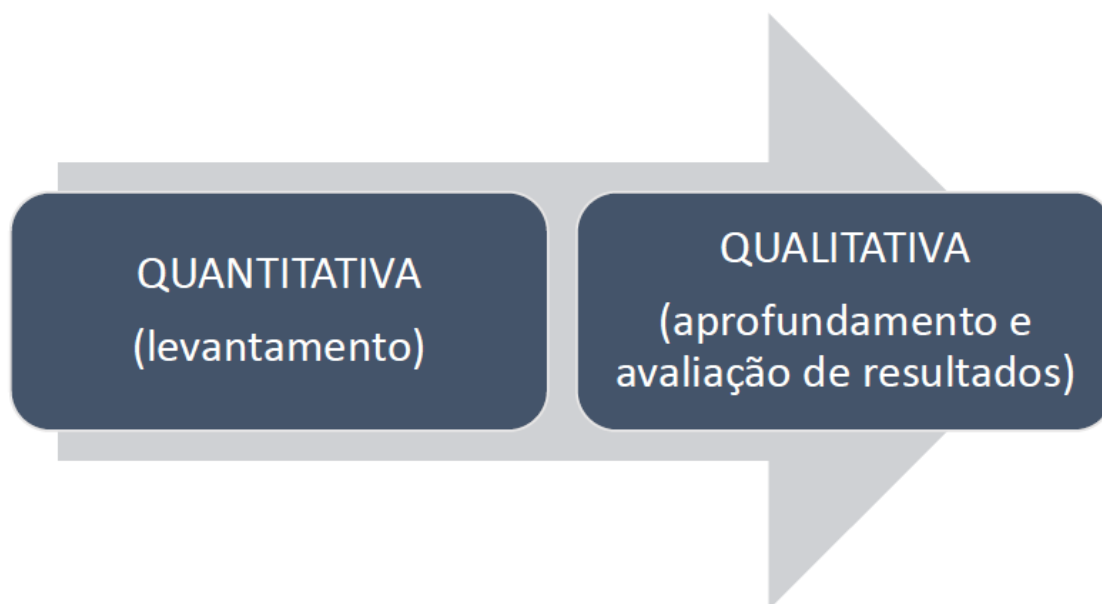 QUANTITATIVA
(levantamento)
QUALITATIVA
(aprofundamento e
avaliação de resultados)